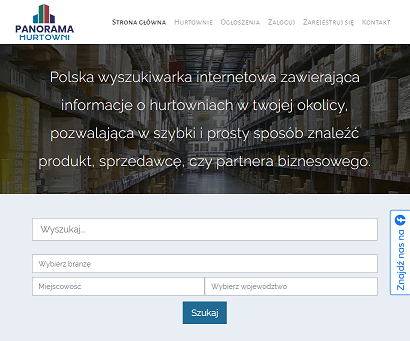 PANORAMA
HURTOWNI
Strona główna Hurtownie Ogłoszenia Zaloguj Zarejestruj się Kontakt
Polska wyszukiwarka internetowa zawierająca
informacje o hurtowniach w twojej okolicy,
pozwalająca w szybki i prosty sposób znaleźć
produkt, sprzedawcę, czy partnera biznesowego.
Wyszukaj...
Wybierz branżę
Miejscowość Wybierz województwo
Szukaj
Znajdź nas na